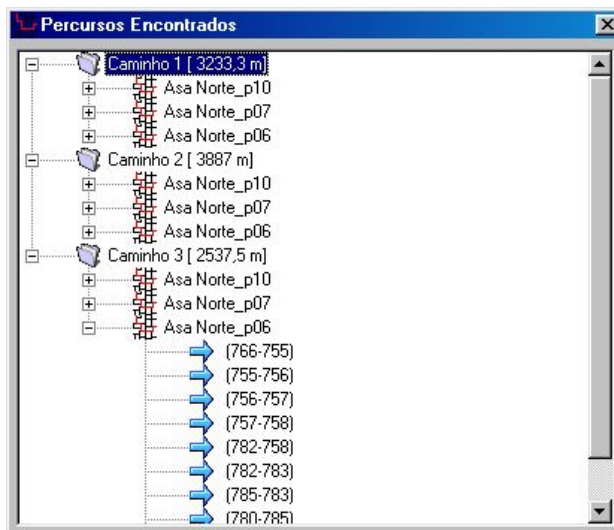 Percursos Encontrados
Caminho 1 [ 3233,3 m]
Asa Norte_p10
Asa Norte_p07
Asa Norte_p06
Caminho 2 [ 3887 m]
Asa Norte_p10
Asa Norte_p07
Asa Norte_p06
Caminho 3 [ 2537,5 m]
Asa Norte_p10
Asa Norte_p07
Asa Norte_p06
(766-755)
(755-756)
(756-757)
(757-758)
(782-758)
(782-783)
(785-783)
(780-785)